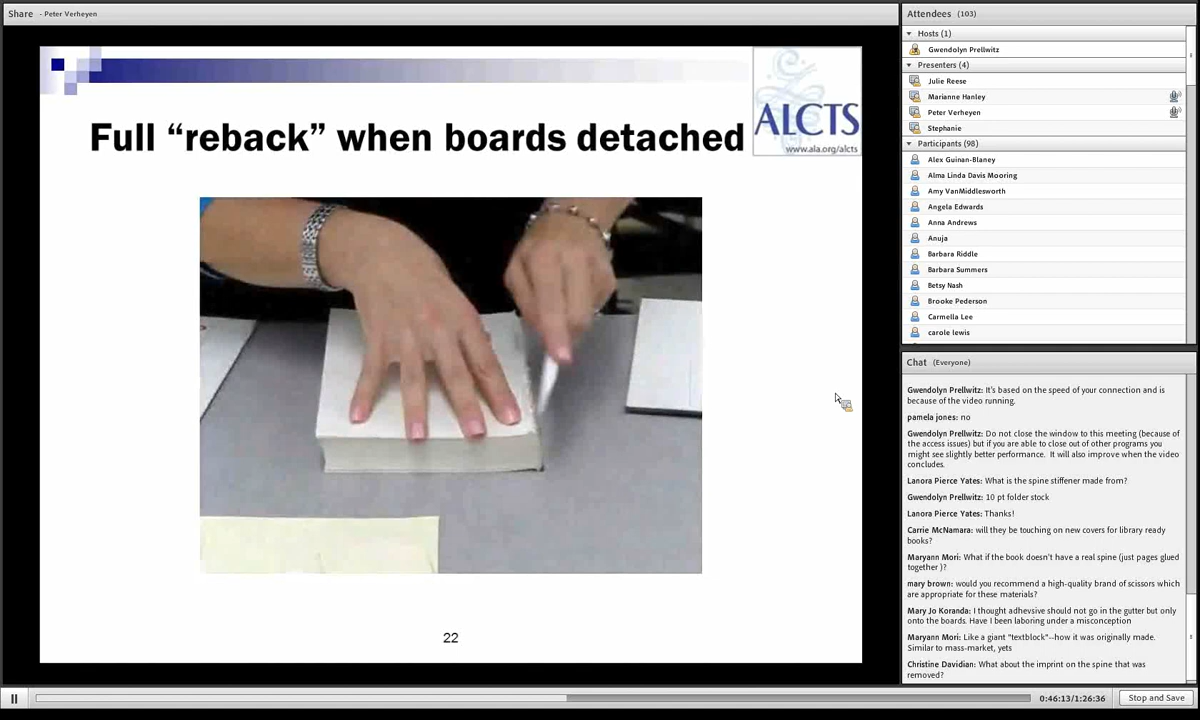 Share - Peter Verheyen
ALCTS
www.ala.org/alcts
Full “reback” when boards detached
22
Attendees (103)
Hosts (1)
Gwendolyn Prellwitz
Presenters (4)
Julie Reese
Marianne Hanley
Peter Verheyen
Stephanie
Participants (98)
Alex Guinan-Blaney
Alma Linda Davis Mooring
Amy VanMiddlesworth
Angela Edwards
Anna Andrews
Anuja
Barbara Riddle
Barbara Summers
Betsy Nash
Brooke Pederson
Carmella Lee
carole lewis
Chat (Everyone)
Gwendolyn Prellwitz: It's based on the speed of your connection and is
because of the video running.
pamela jones: no
Gwendolyn Prellwitz: Do not close the window to this meeting (because of
the access issues) but if you are able to close out of other programs you
might see slightly better performance. It will also improve when the video
concludes.
Lanora Pierce Yates: What is the spine stiffener made from?
Gwendolyn Prellwitz: 10 pt folder stock
Lanora Pierce Yates: Thanks!
Carrie McNamara: will they be touching on new covers for library ready
books?
Maryann Mori: What if the book doesn't have a real spine (just pages glued
together )?
mary brown: would you recommend a high-quality brand of scissors which
are appropriate for these materials?
Mary Jo Koranda: I thought adhevsive should not go in the gutter but only
onto the boards. Have I been laboring under a misconception
Maryann Mori: Like a giant "textblock"--how it was originally made.
Similar to mass-market, yets
Christine Davidian: What about the imprint on the spine that was
removed?
0:46:13/1:26:36
Stop and Save